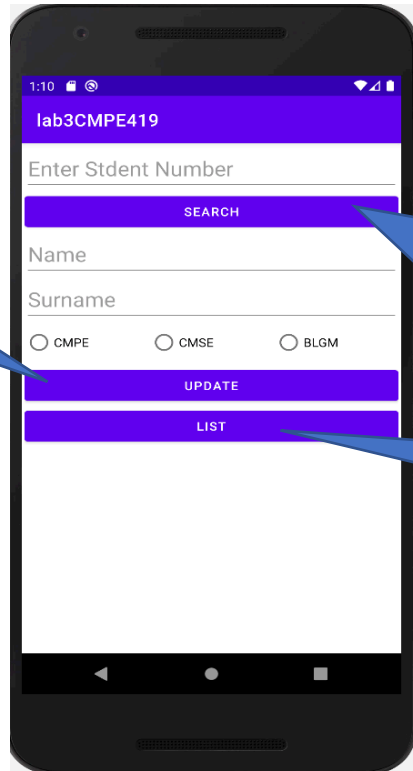 1:10
lab3CMPE419
Enter Stdent Number
SEARCH
Name
Surname
CMPE CMSE BLGM
UPDATE
LIST